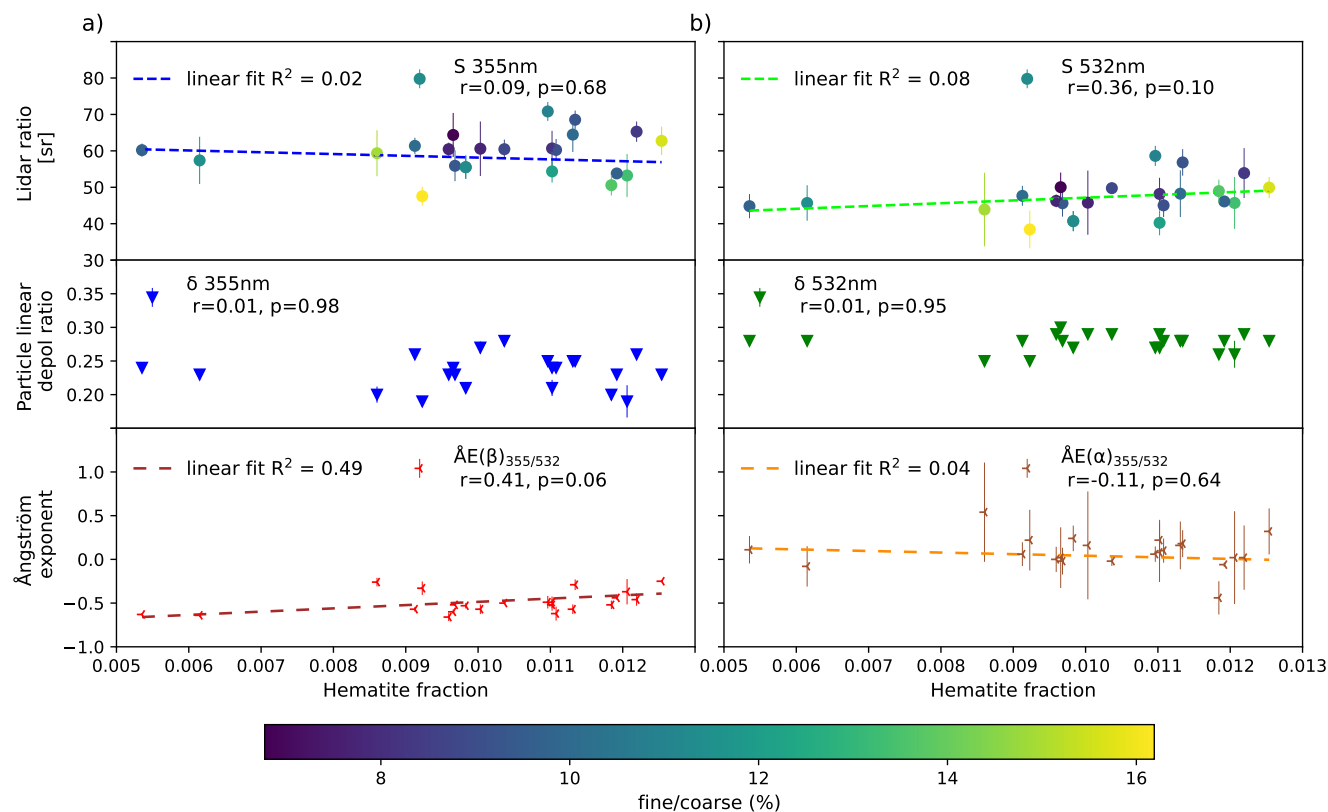 a)
b)
Lidar ratio
[sr]
90
80
70
60
50
40
30
linear fit R² = 0.02
S 355nm
r=0.09, p=0.68
linear fit R² = 0.08
S 532nm
r=0.36, p=0.10
Particle linear
depol ratio
0.35
0.30
0.25
0.20
δ 355nm
r=0.01, p=0.98
δ 532nm
r=0.01, p=0.95
Ångström
exponent
1.0
0.5
0.0
−0.5
−1.0
linear fit R² = 0.49
ÅE(β)355/532
r=0.41, p=0.06
linear fit R² = 0.04
ÅE(α)355/532
r=-0.11, p=0.64
0.005 0.006 0.007 0.008 0.009 0.010 0.011 0.012
0.005 0.006 0.007 0.008 0.009 0.010 0.011 0.012 0.013
Hematite fraction
Hematite fraction
8 10 12 14 16
fine/coarse (%)